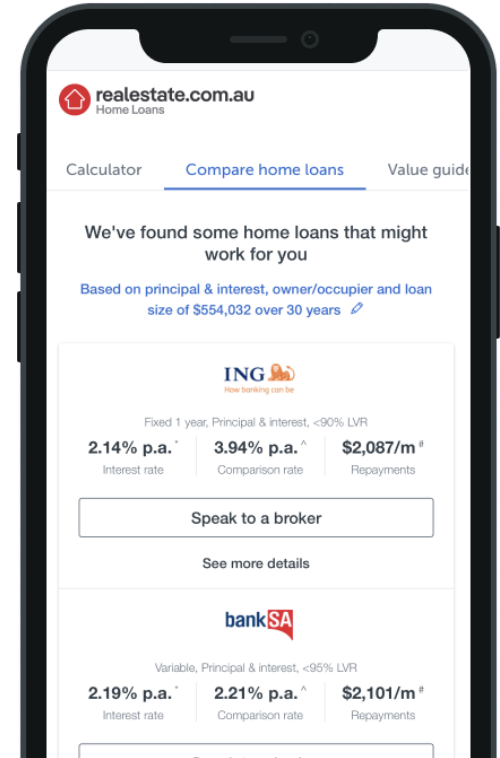 realestate.com.au
Home Loans
Calculator Compare home loans Value guide
We've found some home loans that might
work for you
Based on principal & interest, owner/occupier and loan
size of $554,032 over 30 years
ING
How banking can be
Fixed 1 year, Principal & interest, <90% LVR
2.14% p.a.* 3.94% p.a.^ $2,087/m#
Interest rate Comparison rate Repayments
Speak to a broker
See more details
bankSA
Variable, Principal & interest, <95% LVR
2.19% p.a.* 2.21% p.a.^ $2,101/m#
Interest rate Comparison rate Repayments